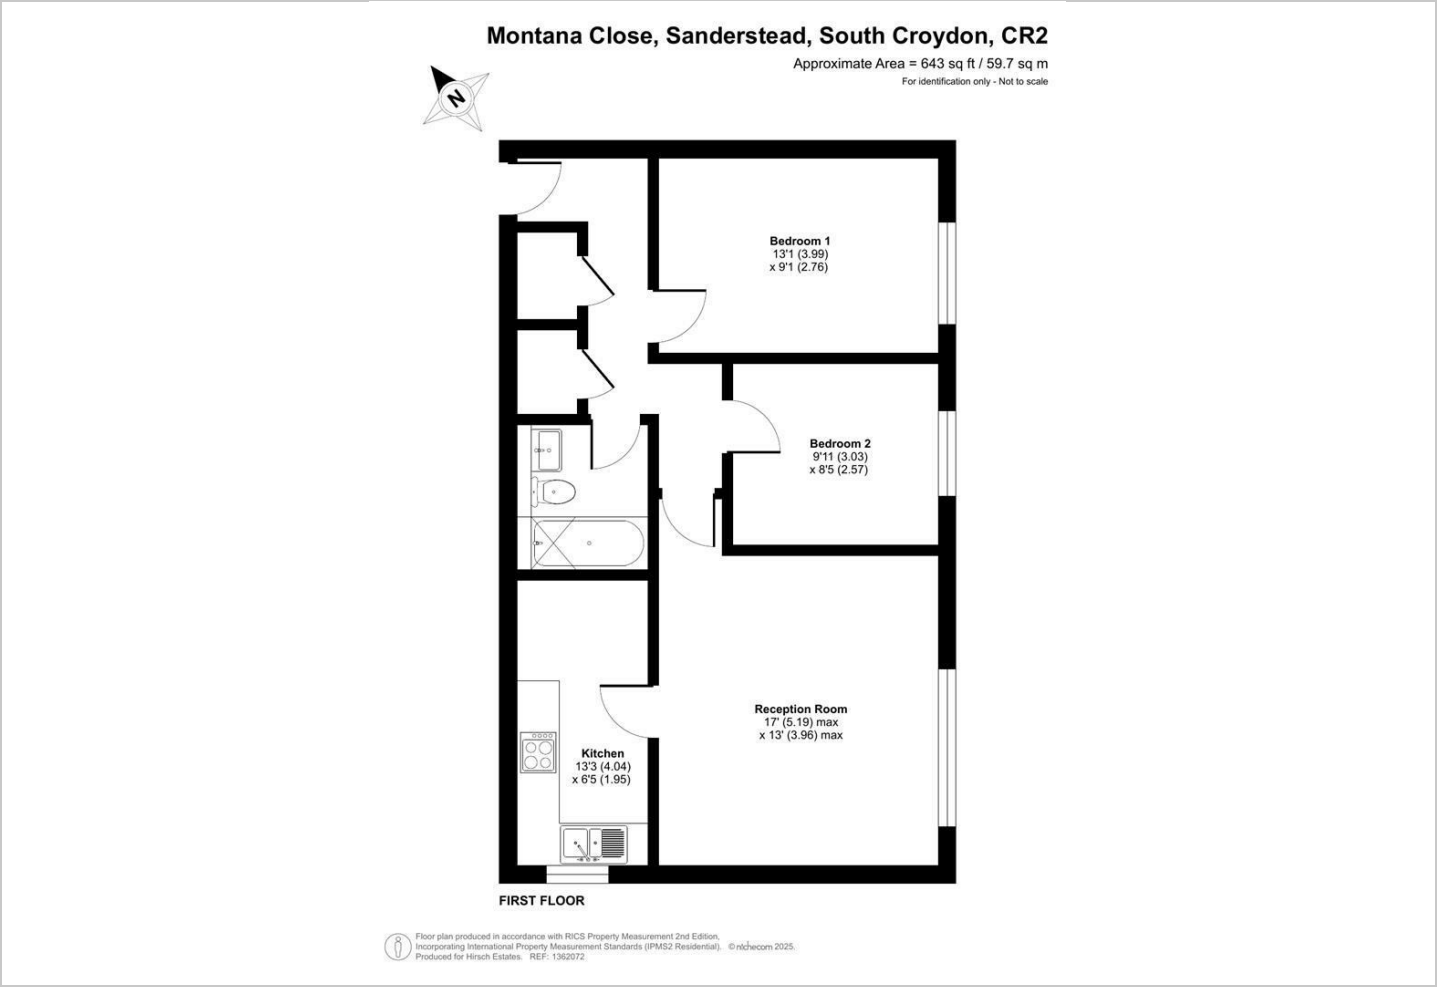 Montana Close, Sanderstead, South Croydon, CR2
Approximate Area = 643 sq ft / 59.7 sq m
For identification only - Not to scale
N
Bedroom 1
13'1 (3.99)
x 9'1 (2.76)
Bedroom 2
9'11 (3.03)
x 8'5 (2.57)
Reception Room
17' (5.19) max
x 13' (3.96) max
Kitchen
13'3 (4.04)
x 6'5 (1.95)
FIRST FLOOR
Floor plan produced in accordance with RICS Property Measurement 2nd Edition,
Incorporating International Property Measurement Standards (IPMS2 Residential). © nichecom 2025.
Produced for Hirsch Estates. REF: 1362072